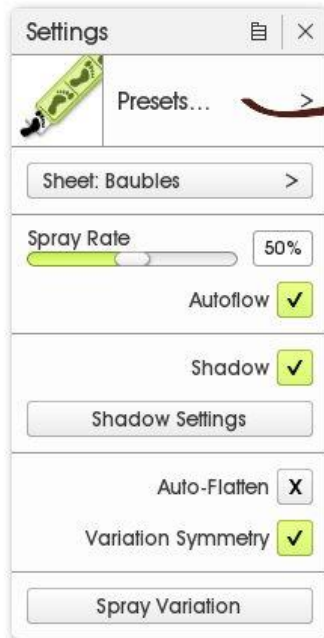 Settings
Presets...
Sheet: Baubles
Spray Rate
50%
Autoflow
Shadow
Shadow Settings
Auto-Flatten X
Variation Symmetry
Spray Variation